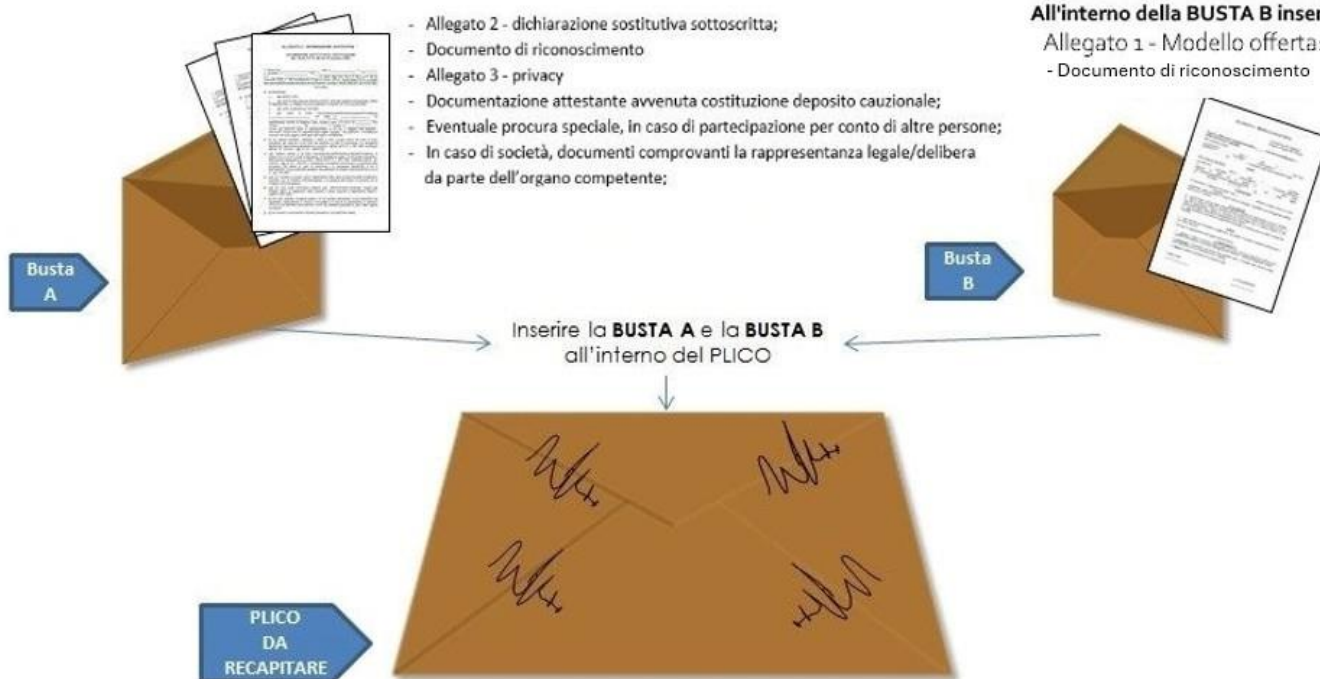 - Allegato 2 - dichiarazione sostitutiva sottoscritta;
- Documento di riconoscimento
- Allegato 3 - privacy
- Documentazione attestante avvenuta costituzione deposito cauzionale;
- Eventuale procura speciale, in caso di partecipazione per conto di altre persone;
- In caso di società, documenti comprovanti la rappresentanza legale/delibera
da parte dell'organo competente;
All'interno della BUSTA B inser
Allegato 1 - Modello offerta:
- Documento di riconoscimento
Busta
A
Busta
B
Inserire la BUSTA A e la BUSTA B
all'interno del PLICO
PLICO
DA
RECAPITARE